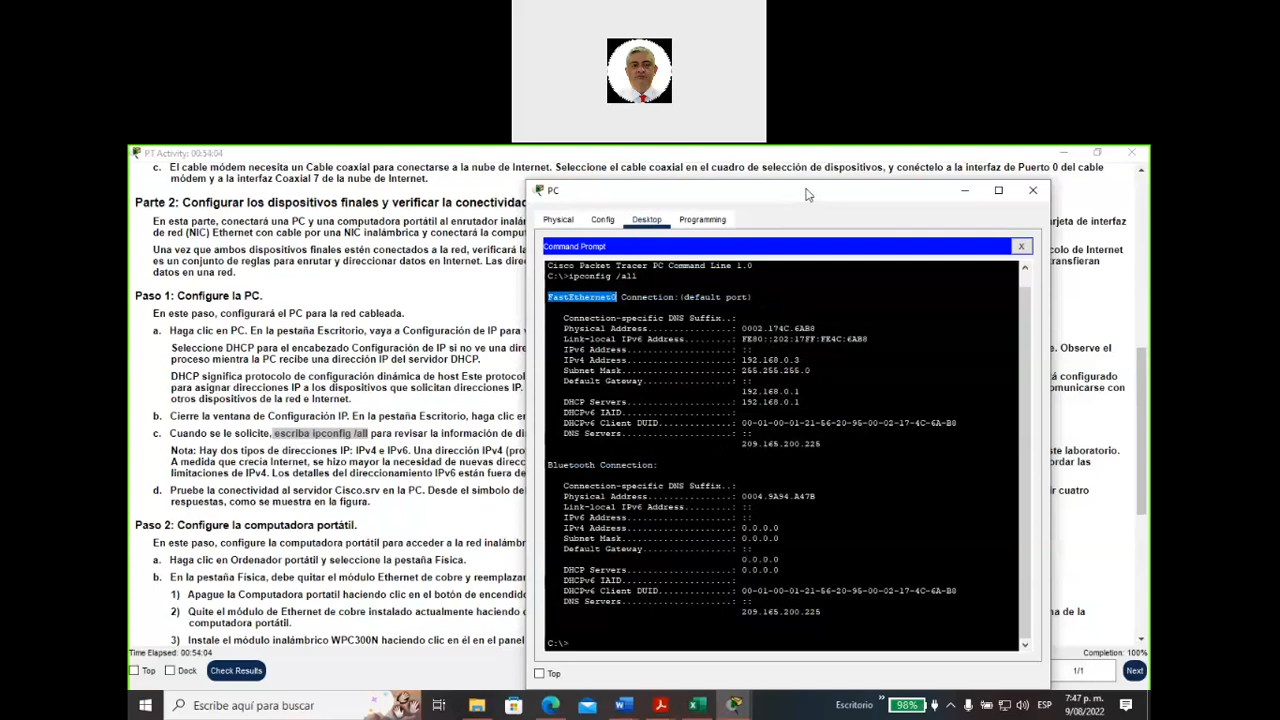 PT Activity: 00:54:04
c. El cable módem necesita un Cable coaxial para conectarse a la nube de Internet. Seleccione el cable coaxial en el cuadro de selección de dispositivos, y conéctelo a la interfaz de Puerto 0 del cable
módem y a la interfaz Coaxial 7 de la nube de Internet.
Parte 2: Configurar los dispositivos finales y verificar la conectividad
En esta parte, conectará una PC y una computadora portátil al enrutador inalám
rjeta de interfaz
de red (NIC) Ethernet con cable por una NIC inalámbrica y conectará la comput
Una vez que ambos dispositivos finales estén conectados a la red, verificará la
olo de Internet
es un conjunto de reglas para enrutar y direccionar datos en Internet. Las dire
transfieran
datos en una red.
Paso 1: Configure la PC.
En este paso, configurará el PC para la red cableada.
a. Haga clic en PC. En la pestaña Escritorio, vaya a Configuración de IP para v
Seleccione DHCP para el encabezado Configuración de IP si no ve una dire
e. Observe el
proceso mientra la PC recibe una dirección IP del servidor DHCP.
DHCP significa protocolo de configuración dinámica de host Este protocolo
á configurado
para asignar direcciones IP a los dispositivos que solicitan direcciones IP.
omunicarse con
otros dispositivos de la red e Internet.
b. Cierre la ventana de Configuración IP. En la pestaña Escritorio, haga clic en
c. Cuando se le solicite, escriba ipconfig /all para revisar la información de di
Nota: Hay dos tipos de direcciones IP: IPv4 e IPv6. Una dirección IPv4 (pro
ste laboratorio.
A medida que crecía Internet, se hizo mayor la necesidad de nuevas direcc
ordar las
limitaciones de IPv4. Los detalles del direccionamiento IPv6 están fuera de
d. Pruebe la conectividad al servidor Cisco.srv en la PC. Desde el símbolo de
ir cuatro
respuestas, como se muestra en la figura.
Paso 2: Configure la computadora portátil.
En este paso, configure la computadora portátil para acceder a la red inalámb
a. Haga clic en Ordenador portátil y seleccione la pestaña Física.
b. En la pestaña Física, debe quitar el módulo Ethernet de cobre y reemplazar
1) Apague la Computadora portatil haciendo clic en el botón de encendido
2) Quite el módulo de Ethernet de cobre instalado actualmente haciendo c
ma de la
computadora portátil.
3) Instale el módulo inalámbrico WPC300N haciendo clic en él en el panel
Time Elapsed: 00:54:04
Completion: 100%
Top
Dock
Check Results
1/1
Next
PC
Physical
Config
Desktop
Programming
Command Prompt
X
Cisco Packet Tracer PC Command Line 1.0
C:\>ipconfig /all
FastEthernet0 Connection:(default port)
Connection-specific DNS Suffix..:
Physical Address................: 0002.174C.6AB8
Link-local IPv6 Address.........: FE80::202:17FF:FE4C:6AB8
IPv6 Address....................: ::
IPv4 Address....................: 192.168.0.3
Subnet Mask.....................: 255.255.255.0
Default Gateway.................: ::
192.168.0.1
DHCP Servers....................: 192.168.0.1
DHCPv6 IAID.....................:
DHCPv6 Client DUID..............: 00-01-00-01-21-56-20-95-00-02-17-4C-6A-B8
DNS Servers.....................: ::
209.165.200.225
Bluetooth Connection:
Connection-specific DNS Suffix..:
Physical Address................: 0004.9A94.A47B
Link-local IPv6 Address.........: ::
IPv6 Address....................: ::
IPv4 Address....................: 0.0.0.0
Subnet Mask.....................: 0.0.0.0
Default Gateway.................: ::
0.0.0.0
DHCP Servers....................: 0.0.0.0
DHCPv6 IAID.....................:
DHCPv6 Client DUID..............: 00-01-00-01-21-56-20-95-00-02-17-4C-6A-B8
DNS Servers.....................: ::
209.165.200.225
C:\>
Top
Escribe aquí para buscar
Escritorio
98%
ESP
7:47 p. m.
9/08/2022